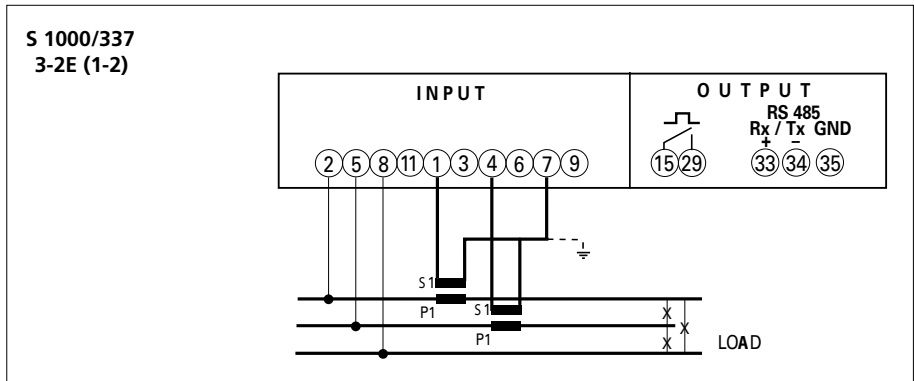 S 1000/337
3-2E (1-2)
INPUT
OUTPUT
RS 485
Rx / Tx GND
+ −
2 5 8 11 1 3 4 6 7 9
15 29
33 34 35
S1
P1
S1
P1
X
X
X
LOAD